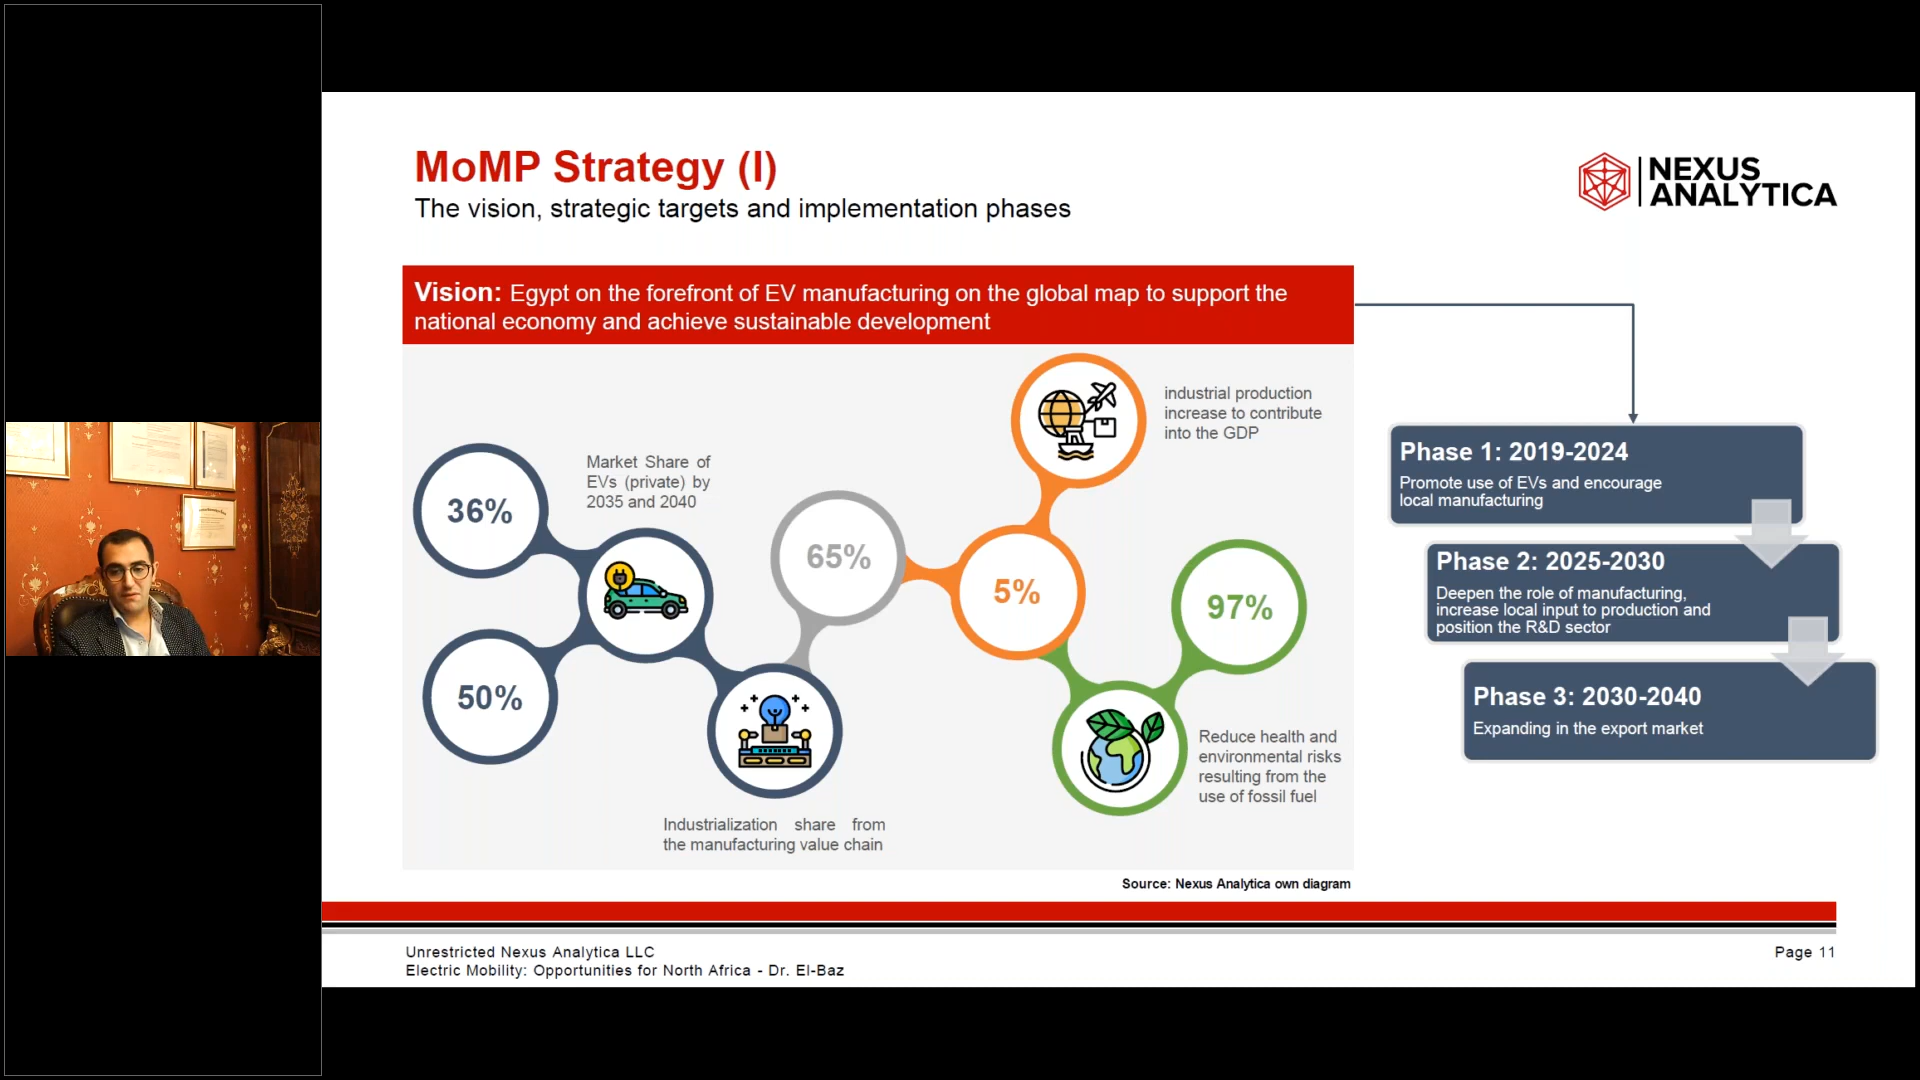 MoMP Strategy (I)
The vision, strategic targets and implementation phases
NEXUS
ANALYTICA
Vision: Egypt on the forefront of EV manufacturing on the global map to support the
national economy and achieve sustainable development
36%
50%
Market Share of
EVs (private) by
2035 and 2040
65%
Industrialization share from
the manufacturing value chain
5%
industrial production
increase to contribute
into the GDP
97%
Reduce health and
environmental risks
resulting from the
use of fossil fuel
Phase 1: 2019-2024
Promote use of EVs and encourage
local manufacturing
Phase 2: 2025-2030
Deepen the role of manufacturing,
increase local input to production and
position the R&D sector
Phase 3: 2030-2040
Expanding in the export market
Source: Nexus Analytica own diagram
Unrestricted Nexus Analytica LLC
Electric Mobility: Opportunities for North Africa - Dr. El-Baz
Page 11